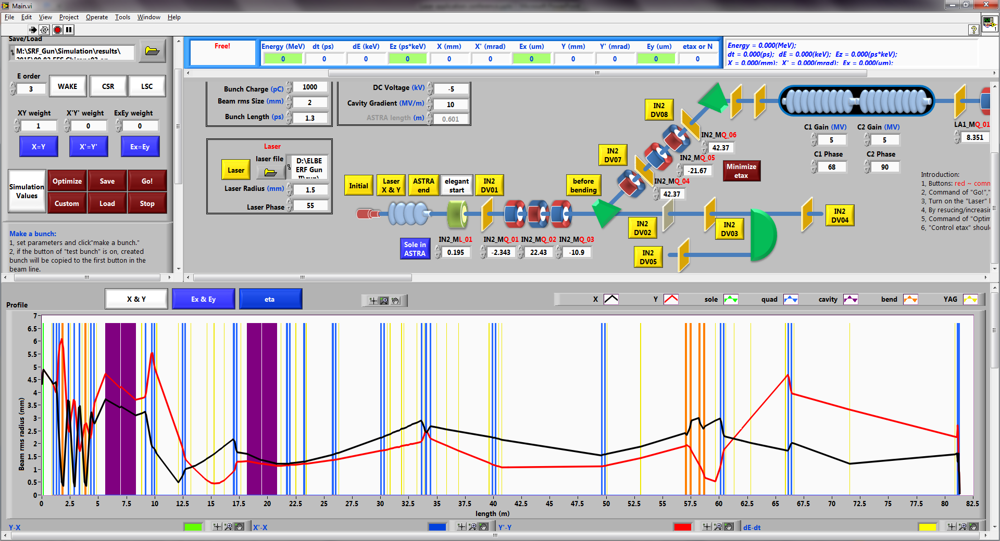 Main.vi
File Edit View Project Operate Tools Window Help
Save/Load
M:\SRF_Gun\Simulation\results\
E order
3
WAKE CSR LSC
XY weight X'Y' weight ExEy weight
1 0 0
X=Y X'=Y' Ex=Ey
Simulation Values
Optimize Save Go!
Custom Load Stop
Make a bunch:
1, set parameters and click"make a bunch."
2, if the button of "test bunch" is on, created
bunch will be copied to the first button in the
beam line.
Free!
Energy (MeV) dt (ps) dE (keV) Ez (ps*keV) X (mm) X' (mrad) Ex (um) Y (mm) Y' (mrad) Ey (um) etax or N
0 0 0 0 0 0 0 0 0 0 0
Energy = 0.000(MeV);
dt = 0.000(ps); dE = 0.000(keV); Ez = 0.000(ps*keV);
X = 0.000(mm); X' = 0.000(mrad); Ex = 0.000(um);
Bunch Charge (pC) 1000
Beam rms Size (mm) 2
Bunch Length (ps) 1.3
DC Voltage (kV) -5
Cavity Gradient (MV/m) 10
ASTRA length (m) 0.601
Laser
Laser
laser file
D:\ELBE
ERF Gun
Laser Radius (mm) 1.5
Laser Phase 55
Initial
Laser
X & Y
ASTRA
end
elegant
start
IN2
DV01
before
bending
IN2
DV07
IN2
DV08
IN2_MQ_06
42.37
IN2_MQ_05
-21.67
IN2_MQ_04
42.37
Minimize
etax
C1 Gain (MV) C2 Gain (MV)
5 5
C1 Phase C2 Phase
68 90
LA1_MQ_01
8.351
Introduction:
1, Buttons: red ~ comm
2, Command of "Go!","
3, Turn on the "Laser"
4, By resucing/increasin
5, Command of "Optim
6, "Control etax" shoul
Sole in
ASTRA
IN2_ML_01 IN2_MQ_01 IN2_MQ_02 IN2_MQ_03
0.195 -2.343 22.43 -10.9
IN2
DV02
IN2
DV03
IN2
DV04
IN2
DV05
X & Y Ex & Ey eta
Profile
X Y sole quad cavity bend YAG
7
6.5
6
5.5
5
4.5
4
3.5
3
2.5
2
1.5
1
0.5
0
Beam rms radius (mm)
0 2.5 5 7.5 10 12.5 15 17.5 20 22.5 25 27.5 30 32.5 35 37.5 40 42.5 45 47.5 50 52.5 55 57.5 60 62.5 65 67.5 70 72.5 75 77.5 80 82.5
length (m)
Y-X X'-X Y'-Y dE-dt